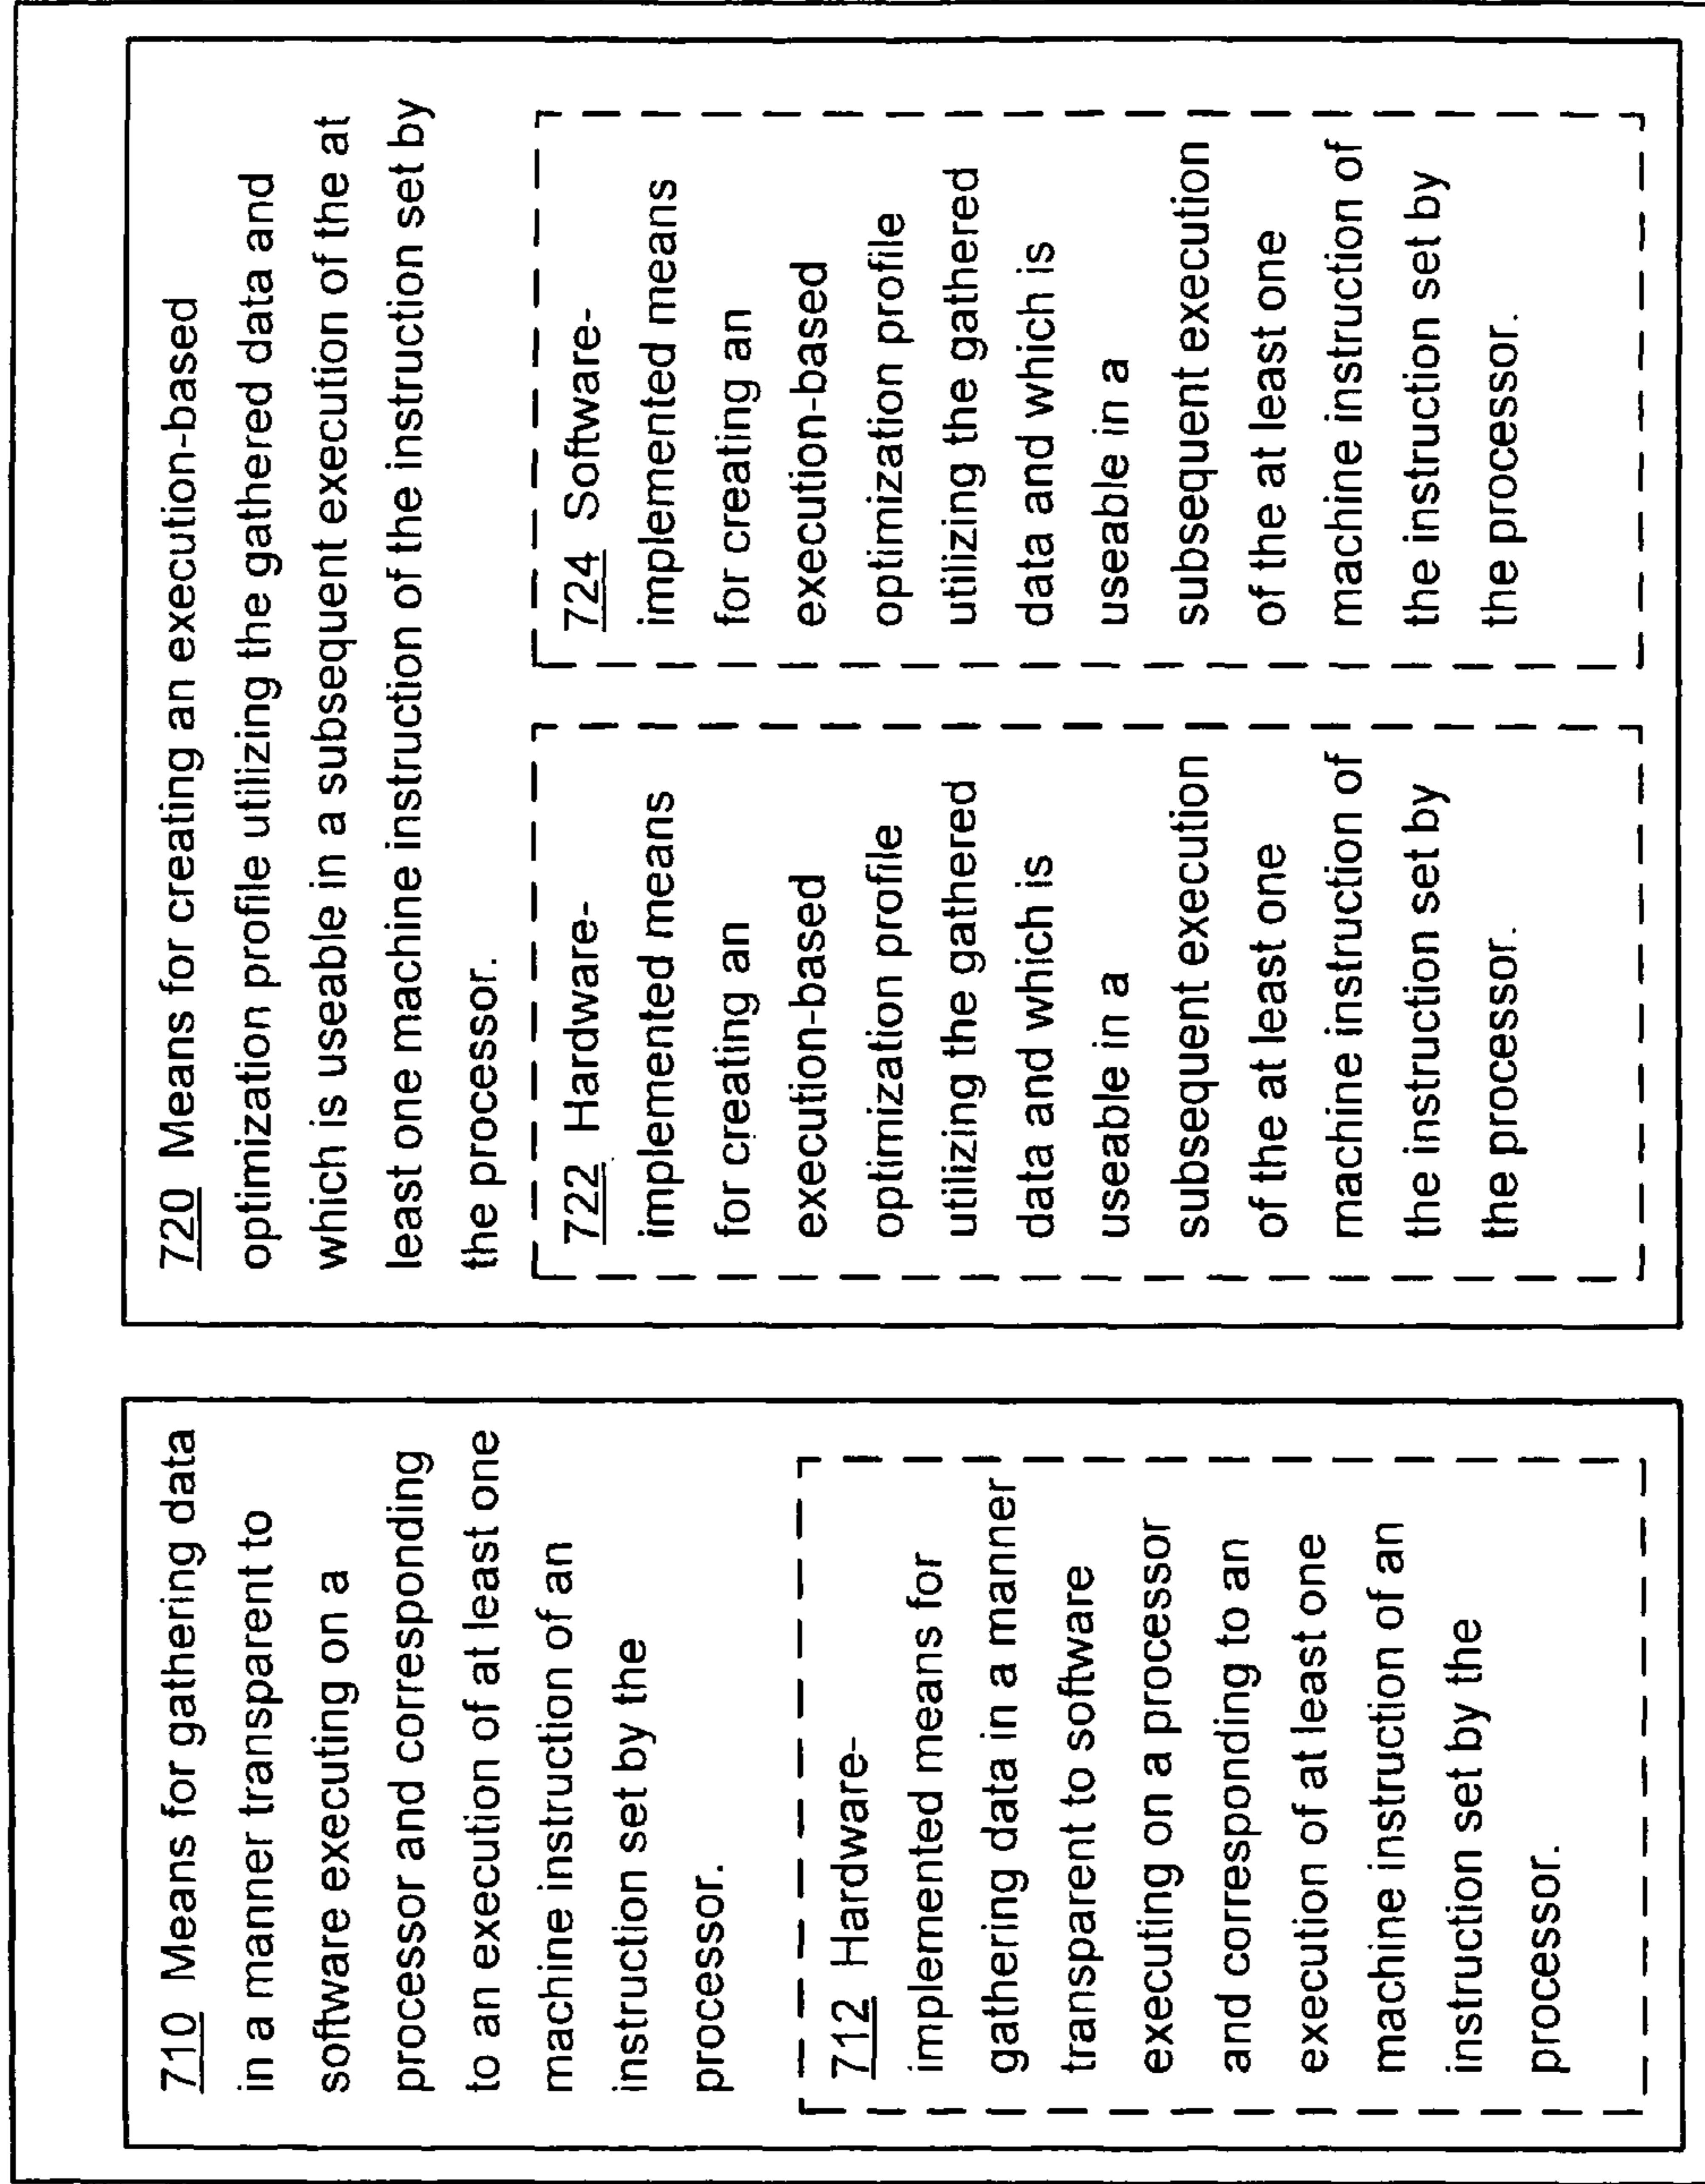 710 Means for gathering data
in a manner transparent to
software executing on a
processor and corresponding
to an execution of at least one
machine instruction of an
instruction set by the
processor.
712 Hardware-
implemented means for
gathering data in a manner
transparent to software
executing on a processor
and corresponding to an
execution of at least one
machine instruction of an
instruction set by the
processor.
720 Means for creating an execution-based
optimization profile utilizing the gathered data and
which is useable in a subsequent execution of the at
least one machine instruction of the instruction set by
the processor.
722 Hardware-
implemented means
for creating an
execution-based
optimization profile
utilizing the gathered
data and which is
useable in a
subsequent execution
of the at least one
machine instruction of
the instruction set by
the processor.
724 Software-
implemented means
for creating an
execution-based
optimization profile
utilizing the gathered
data and which is
useable in a
subsequent execution
of the at least one
machine instruction of
the instruction set by
the processor.